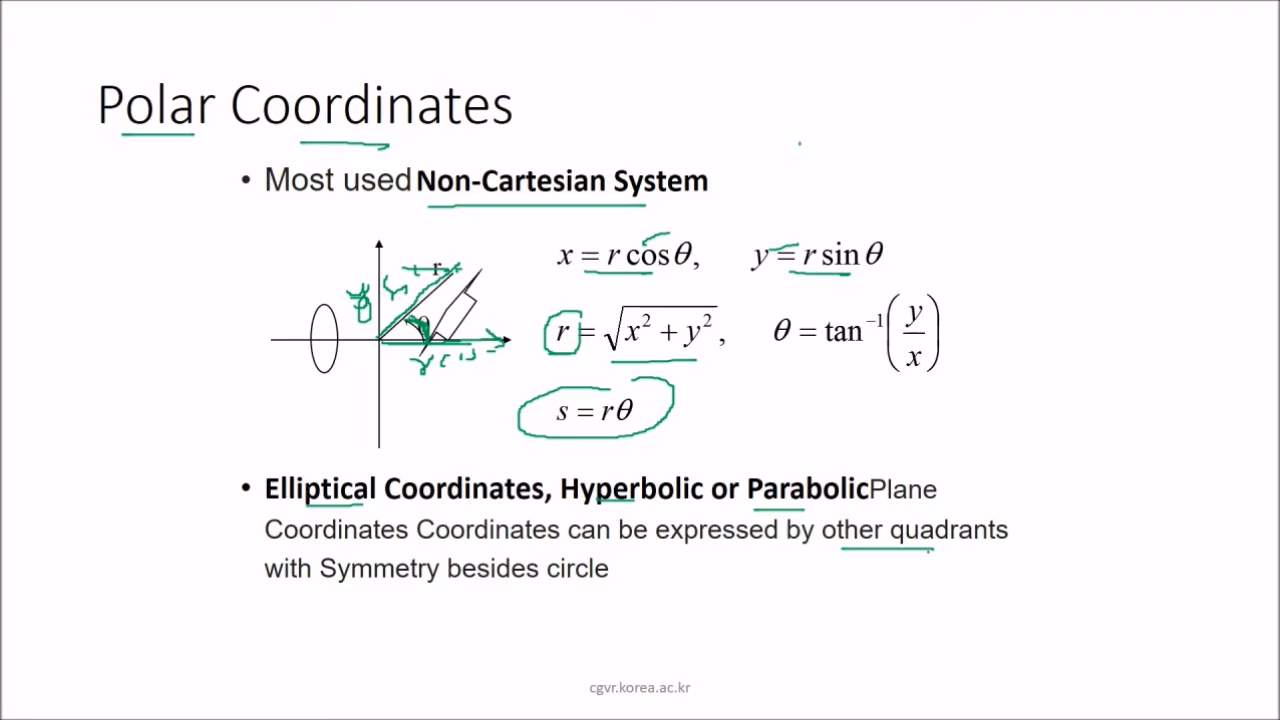 Polar Coordinates
• Most used Non-Cartesian System
r
θ
x = r cos θ, y = r sin θ
r = √(x² + y²), θ = tan⁻¹(y/x)
s = rθ
• Elliptical Coordinates, Hyperbolic or Parabolic Plane
Coordinates Coordinates can be expressed by other quadrants
with Symmetry besides circle
cgvr.korea.ac.kr